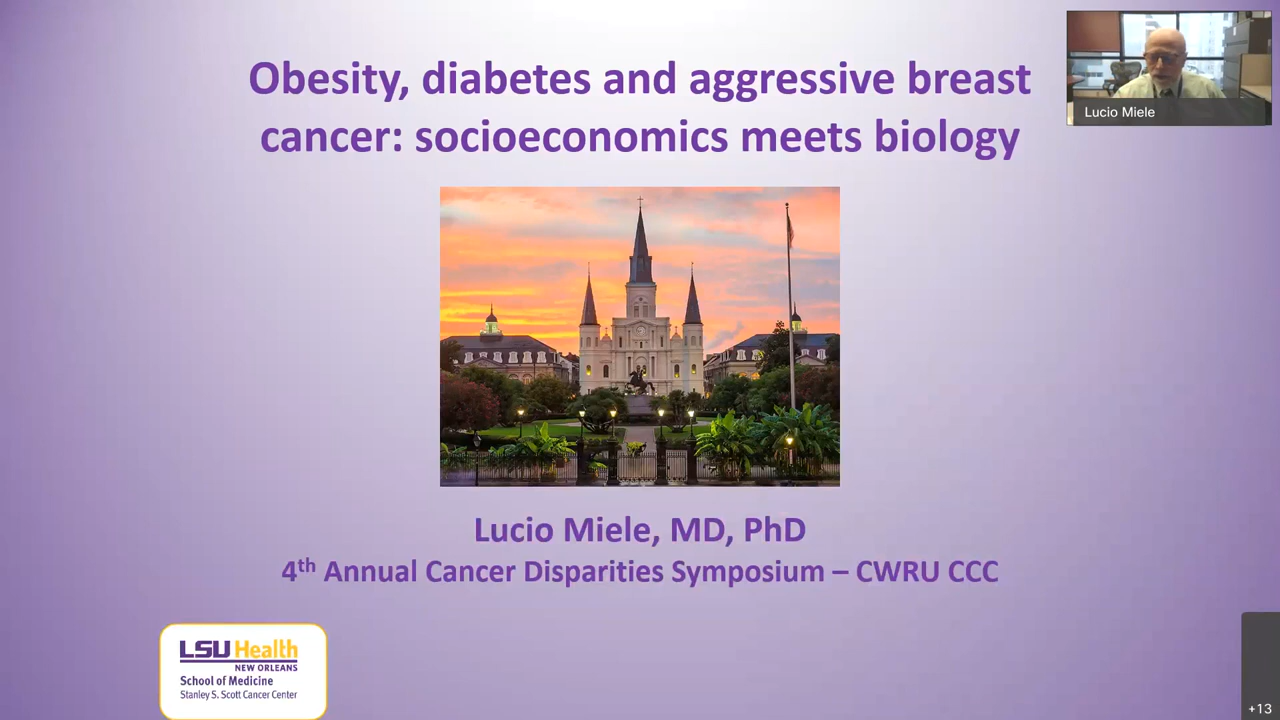 Obesity, diabetes and aggressive breast
cancer: socioeconomics meets biology
Lucio Miele
Lucio Miele, MD, PhD
4th Annual Cancer Disparities Symposium – CWRU CCC
LSU Health
NEW ORLEANS
School of Medicine
Stanley S. Scott Cancer Center
+13